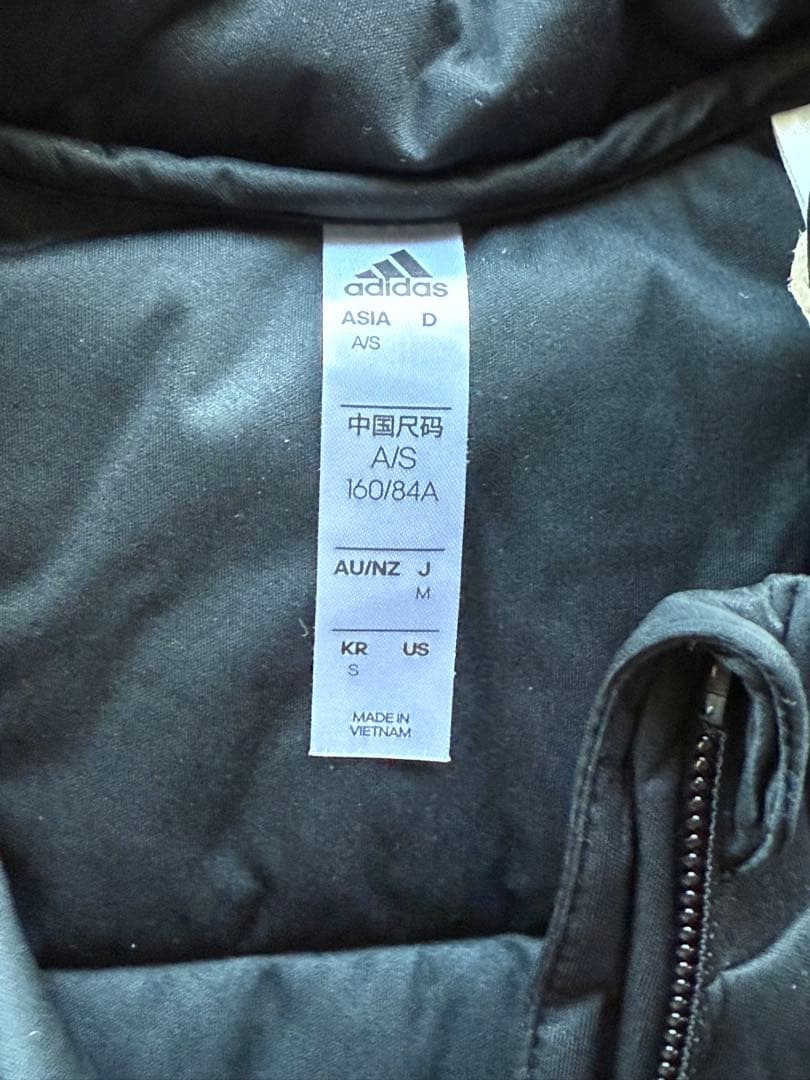 adidas
ASIA D
A/S
中国尺码
A/S
160/84A
AU/NZ J
M
KR US
S
MADE IN
VIETNAM